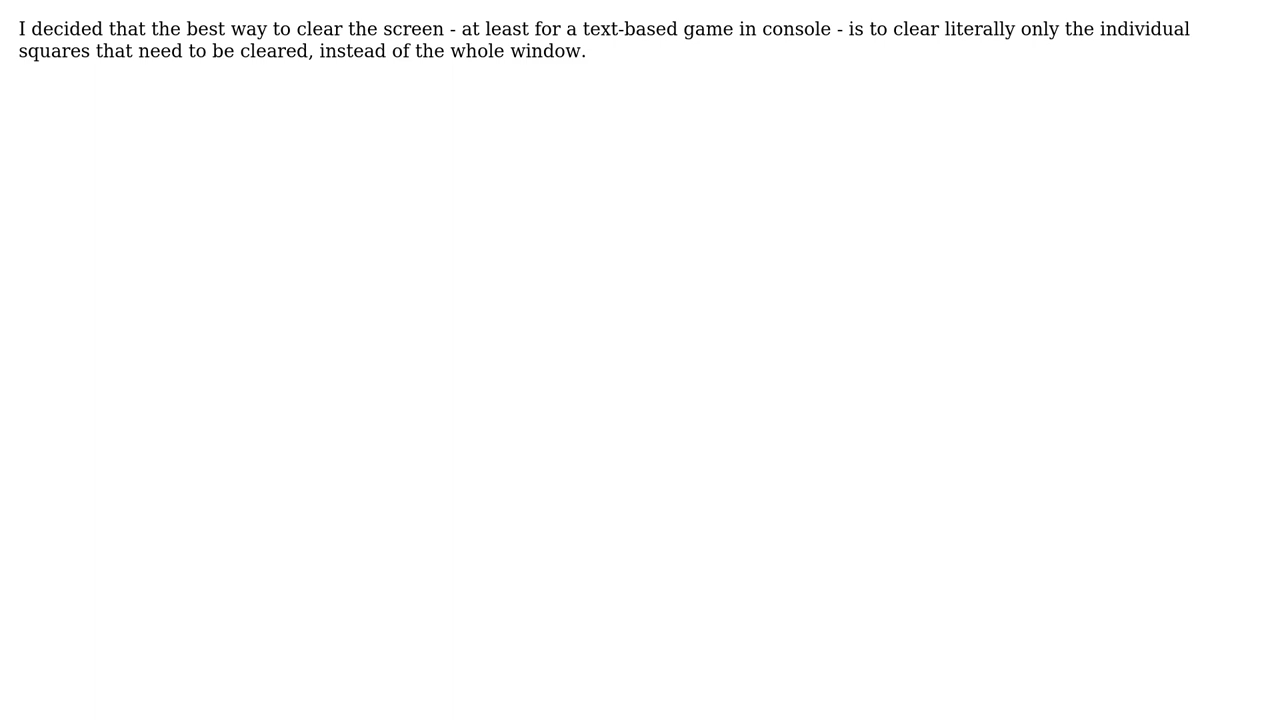 I decided that the best way to clear the screen - at least for a text-based game in console - is to clear literally only the individual
squares that need to be cleared, instead of the whole window.